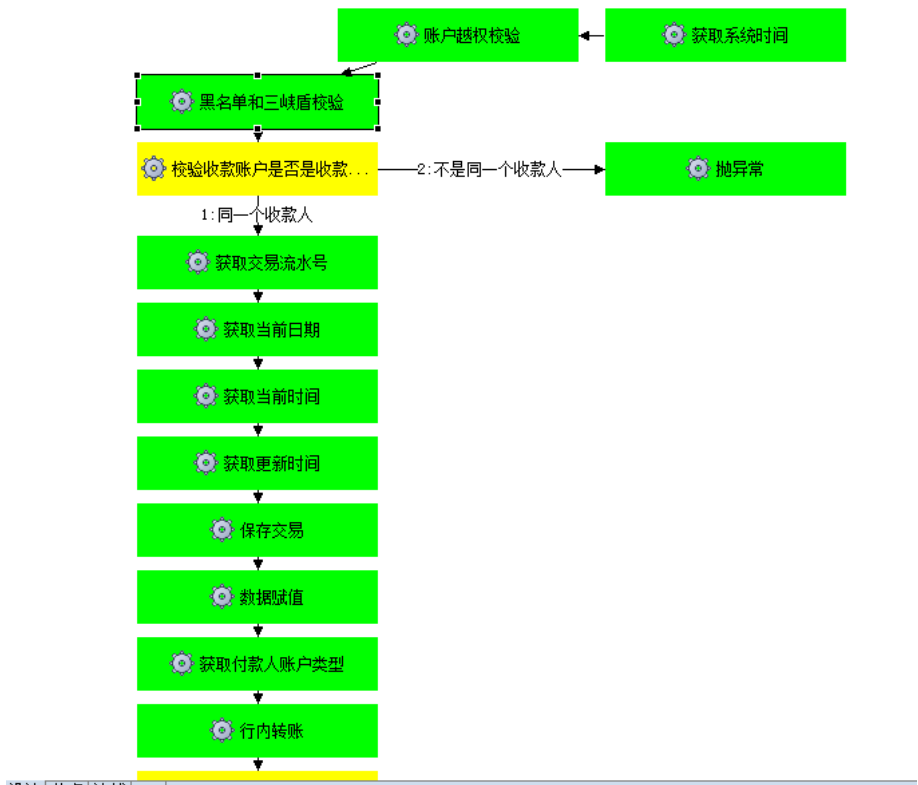 账户越权校验
获取系统时间
黑名单和三峡盾校验
校验收款账户是否是收款...
2:不是同一个收款人
抛异常
1:同一个收款人
获取交易流水号
获取当前日期
获取当前时间
获取更新时间
保存交易
数据赋值
获取付款人账户类型
行内转账